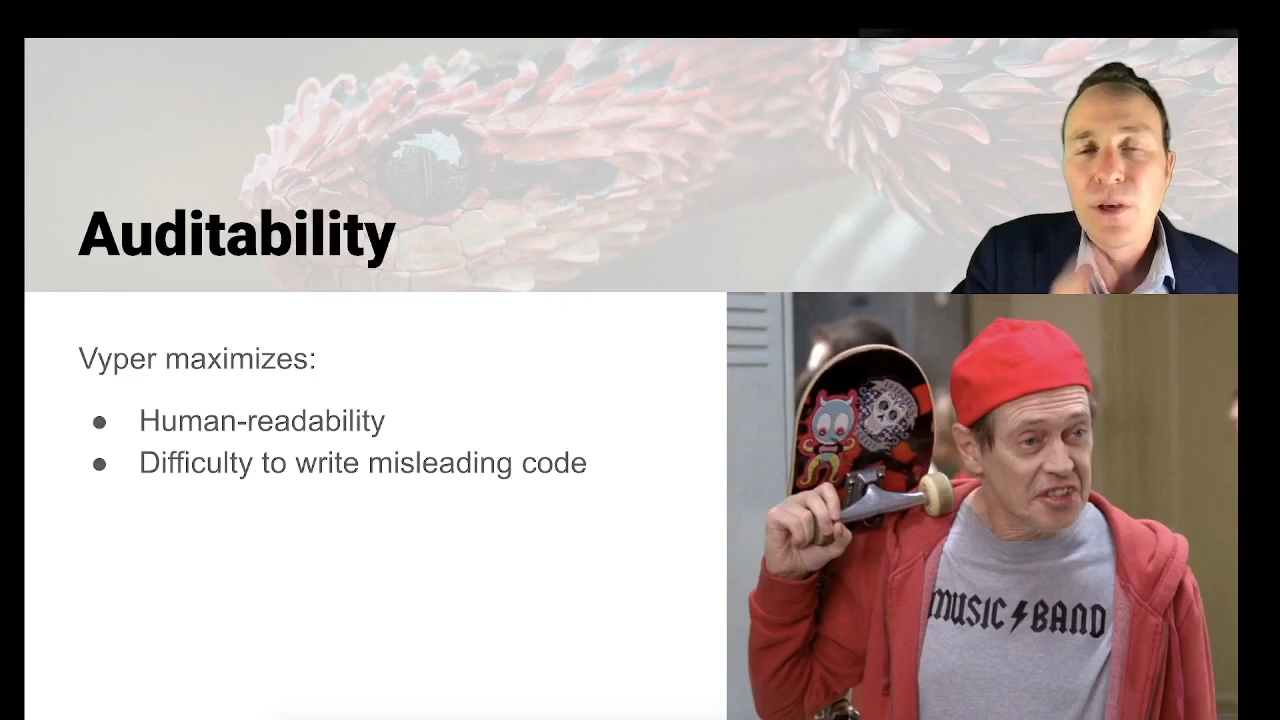 Auditability
Vyper maximizes:
● Human-readability
● Difficulty to write misleading code
MUSIC⚡BAND